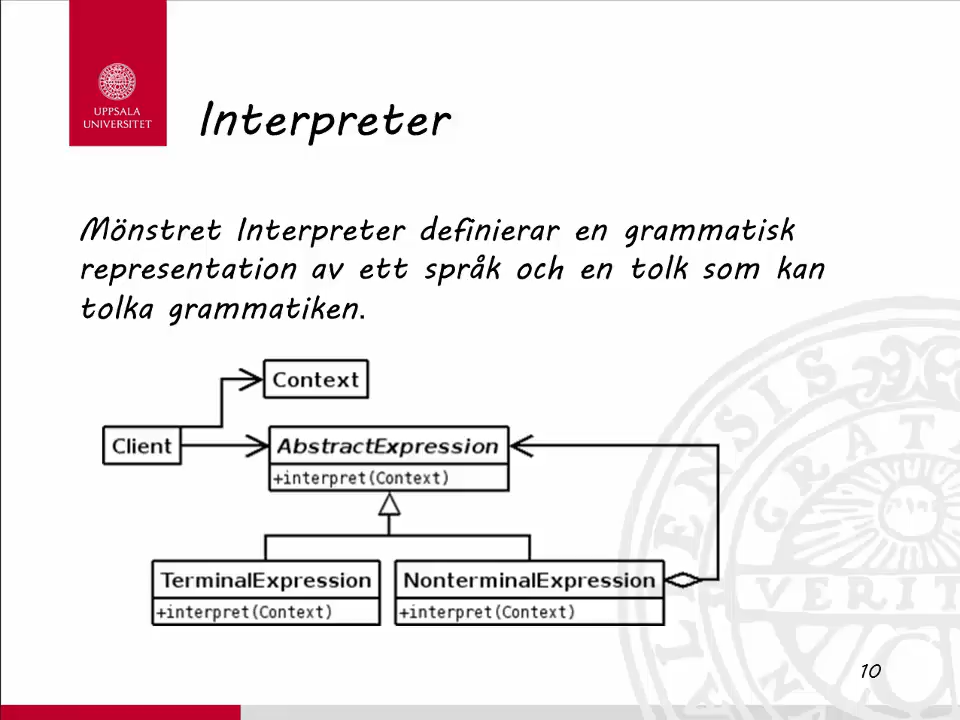 UPPSALA
UNIVERSITET
Interpreter
Mönstret Interpreter definierar en grammatisk
representation av ett språk och en tolk som kan
tolka grammatiken.
Context
Client
AbstractExpression
+interpret(Context)
TerminalExpression
+interpret(Context)
NonterminalExpression
+interpret(Context)
10